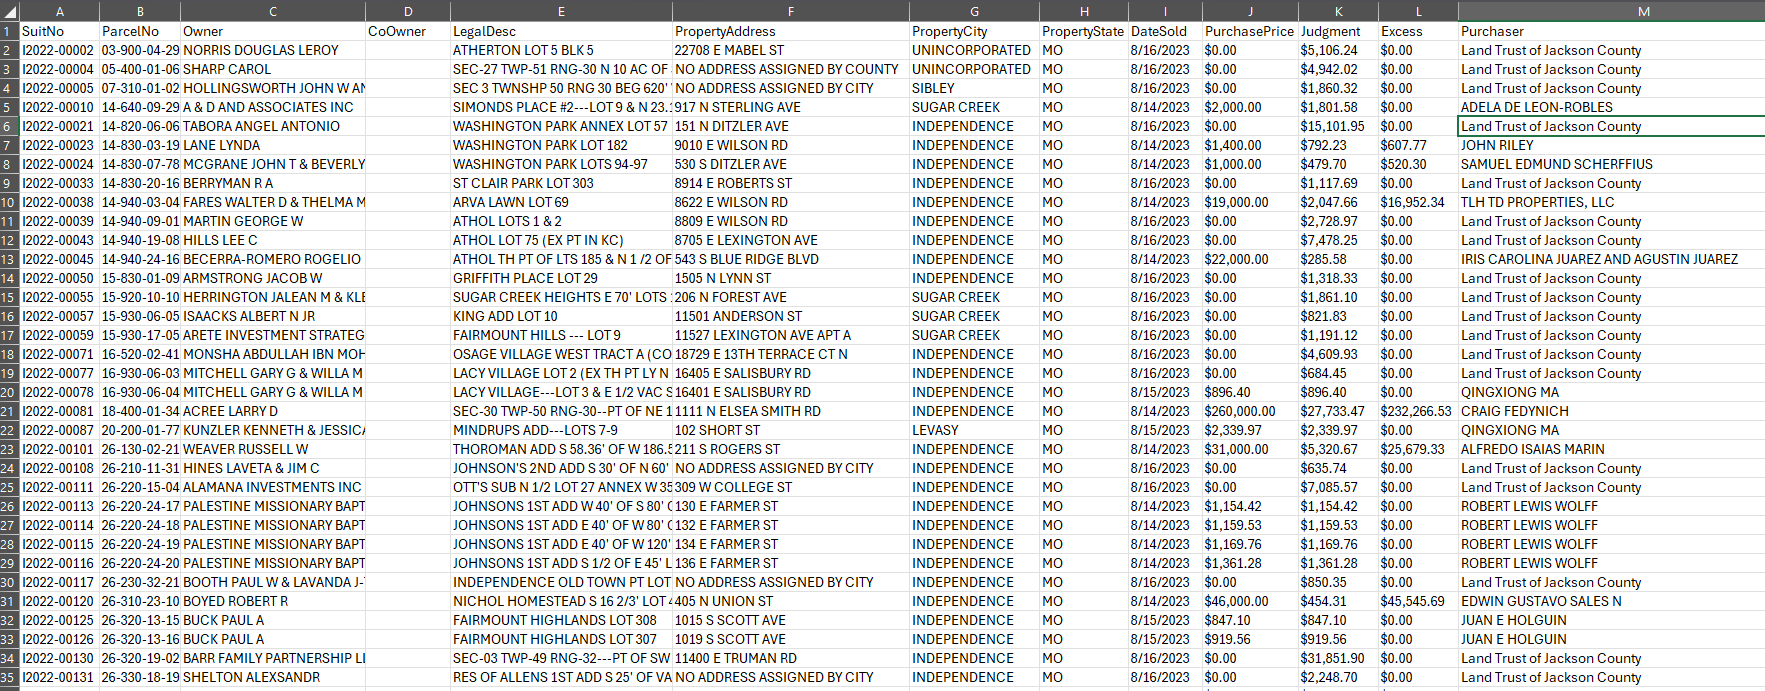 A B C D E F G H I J K L M
1 SuitNo ParcelNo Owner CoOwner LegalDesc PropertyAddress PropertyCity PropertyState DateSold PurchasePrice Judgment Excess Purchaser
2 I2022-00002 03-900-04-29 NORRIS DOUGLAS LEROY ATHERTON LOT 5 BLK 5 22708 E MABEL ST UNINCORPORATED MO 8/16/2023 $0.00 $5,106.24 $0.00 Land Trust of Jackson County
3 I2022-00004 05-400-01-06 SHARP CAROL SEC-27 TWP-51 RNG-30 N 10 AC OF NO ADDRESS ASSIGNED BY COUNTY UNINCORPORATED MO 8/16/2023 $0.00 $4,942.02 $0.00 Land Trust of Jackson County
4 I2022-00005 07-310-01-02 HOLLINGSWORTH JOHN W AN SEC 3 TWNSHP 50 RNG 30 BEG 620' NO ADDRESS ASSIGNED BY CITY SIBLEY MO 8/16/2023 $0.00 $1,860.32 $0.00 Land Trust of Jackson County
5 I2022-00010 14-640-09-29 A & D AND ASSOCIATES INC SIMONDS PLACE #2---LOT 9 & N 23. 917 N STERLING AVE SUGAR CREEK MO 8/14/2023 $2,000.00 $1,801.58 $0.00 ADELA DE LEON-ROBLES
6 I2022-00021 14-820-06-06 TABORA ANGEL ANTONIO WASHINGTON PARK ANNEX LOT 57 151 N DITZLER AVE INDEPENDENCE MO 8/16/2023 $0.00 $15,101.95 $0.00 Land Trust of Jackson County
7 I2022-00023 14-830-03-19 LANE LYNDA WASHINGTON PARK LOT 182 9010 E WILSON RD INDEPENDENCE MO 8/14/2023 $1,400.00 $792.23 $607.77 JOHN RILEY
8 I2022-00024 14-830-07-78 MCGRANE JOHN T & BEVERLY WASHINGTON PARK LOTS 94-97 530 S DITZLER AVE INDEPENDENCE MO 8/14/2023 $1,000.00 $479.70 $520.30 SAMUEL EDMUND SCHERFFIUS
9 I2022-00033 14-830-20-16 BERRYMAN R A ST CLAIR PARK LOT 303 8914 E ROBERTS ST INDEPENDENCE MO 8/16/2023 $0.00 $1,117.69 $0.00 Land Trust of Jackson County
10 I2022-00038 14-940-03-04 FARES WALTER D & THELMA M ARVA LAWN LOT 69 8622 E WILSON RD INDEPENDENCE MO 8/14/2023 $19,000.00 $2,047.66 $16,952.34 TLH TD PROPERTIES, LLC
11 I2022-00039 14-940-09-01 MARTIN GEORGE W ATHOL LOTS 1 & 2 8809 E WILSON RD INDEPENDENCE MO 8/16/2023 $0.00 $2,728.97 $0.00 Land Trust of Jackson County
12 I2022-00043 14-940-19-08 HILLS LEE C ATHOL LOT 75 (EX PT IN KC) 8705 E LEXINGTON AVE INDEPENDENCE MO 8/16/2023 $0.00 $7,478.25 $0.00 Land Trust of Jackson County
13 I2022-00045 14-940-24-16 BECERRA-ROMERO ROGELIO ATHOL TH PT OF LTS 185 & N 1 /2 OF 543 S BLUE RIDGE BLVD INDEPENDENCE MO 8/14/2023 $22,000.00 $285.58 $0.00 IRIS CAROLINA JUAREZ AND AGUSTIN JUAREZ
14 I2022-00050 15-830-01-09 ARMSTRONG JACOB W GRIFFITH PLACE LOT 29 1505 N LYNN ST INDEPENDENCE MO 8/16/2023 $0.00 $1,318.33 $0.00 Land Trust of Jackson County
15 I2022-00055 15-920-10-10 HERRINGTON JALEAN M & KLE SUGAR CREEK HEIGHTS E 70' LOTS 206 N FOREST AVE SUGAR CREEK MO 8/16/2023 $0.00 $1,861.10 $0.00 Land Trust of Jackson County
16 I2022-00057 15-930-06-05 ISAACKS ALBERT N JR KING ADD LOT 10 11501 ANDERSON ST SUGAR CREEK MO 8/16/2023 $0.00 $821.83 $0.00 Land Trust of Jackson County
17 I2022-00059 15-930-17-05 ARETE INVESTMENT STRATEG FAIRMOUNT HILLS --- LOT 9 11527 LEXINGTON AVE APT A SUGAR CREEK MO 8/16/2023 $0.00 $1,191.12 $0.00 Land Trust of Jackson County
18 I2022-00071 16-520-02-41 MONSHA ABDULLAH IBN MOH OSAGE VILLAGE WEST TRACT A (CO 18729 E 13TH TERRACE CT N INDEPENDENCE MO 8/16/2023 $0.00 $4,609.93 $0.00 Land Trust of Jackson County
19 I2022-00077 16-930-06-03 MITCHELL GARY G & WILLA M LACY VILLAGE LOT 2 (EX TH PT LY N 16405 E SALISBURY RD INDEPENDENCE MO 8/16/2023 $0.00 $684.45 $0.00 Land Trust of Jackson County
20 I2022-00078 16-930-06-04 MITCHELL GARY G & WILLA M LACY VILLAGE---LOT 3 & E 1/2 VAC S 16401 E SALISBURY RD INDEPENDENCE MO 8/15/2023 $896.40 $896.40 $0.00 QINGXIONG MA
21 I2022-00081 18-400-01-34 ACREE LARRY D SEC-30 TWP-50 RNG-30--PT OF NE 1 1111 N ELSEA SMITH RD INDEPENDENCE MO 8/14/2023 $260,000.00 $27,733.47 $232,266.53 CRAIG FEDYNICH
22 I2022-00087 20-200-01-77 KUNZLER KENNETH & JESSICA MINDRUPS ADD---LOTS 7-9 102 SHORT ST LEVASY MO 8/15/2023 $2,339.97 $2,339.97 $0.00 QINGXIONG MA
23 I2022-00101 26-130-02-21 WEAVER RUSSELL W THOROMAN ADD S 58.36' OF W 186.5 211 S ROGERS ST INDEPENDENCE MO 8/15/2023 $31,000.00 $5,320.67 $25,679.33 ALFREDO ISAIAS MARIN
24 I2022-00108 26-210-11-31 HINES LAVETA & JIM C JOHNSON'S 2ND ADD S 30' OF N 60' NO ADDRESS ASSIGNED BY CITY INDEPENDENCE MO 8/16/2023 $0.00 $635.74 $0.00 Land Trust of Jackson County
25 I2022-00111 26-220-15-04 ALAMANA INVESTMENTS INC OTT'S SUB N 1/2 LOT 27 ANNEX W 35 309 W COLLEGE ST INDEPENDENCE MO 8/16/2023 $0.00 $7,085.57 $0.00 Land Trust of Jackson County
26 I2022-00113 26-220-24-17 PALESTINE MISSIONARY BAPT JOHNSONS 1ST ADD W 40' OF S 80' 130 E FARMER ST INDEPENDENCE MO 8/14/2023 $1,154.42 $1,154.42 $0.00 ROBERT LEWIS WOLFF
27 I2022-00114 26-220-24-18 PALESTINE MISSIONARY BAPT JOHNSONS 1ST ADD E 40' OF W 80' 132 E FARMER ST INDEPENDENCE MO 8/14/2023 $1,159.53 $1,159.53 $0.00 ROBERT LEWIS WOLFF
28 I2022-00115 26-220-24-19 PALESTINE MISSIONARY BAPT JOHNSONS 1ST ADD E 40' OF W 120' 134 E FARMER ST INDEPENDENCE MO 8/14/2023 $1,169.76 $1,169.76 $0.00 ROBERT LEWIS WOLFF
29 I2022-00116 26-220-24-20 PALESTINE MISSIONARY BAPT JOHNSONS 1ST ADD S 1/2 OF E 45' L 136 E FARMER ST INDEPENDENCE MO 8/14/2023 $1,361.28 $1,361.28 $0.00 ROBERT LEWIS WOLFF
30 I2022-00117 26-230-32-21 BOOTH PAUL W & LAVANDA J- INDEPENDENCE OLD TOWN PT LOT NO ADDRESS ASSIGNED BY CITY INDEPENDENCE MO 8/16/2023 $0.00 $850.35 $0.00 Land Trust of Jackson County
31 I2022-00120 26-310-23-10 BOYED ROBERT R NICHOL HOMESTEAD S 16 2/3' LOT 4 405 N UNION ST INDEPENDENCE MO 8/14/2023 $46,000.00 $454.31 $45,545.69 EDWIN GUSTAVO SALES N
32 I2022-00125 26-320-13-15 BUCK PAUL A FAIRMOUNT HIGHLANDS LOT 308 1015 S SCOTT AVE INDEPENDENCE MO 8/15/2023 $847.10 $847.10 $0.00 JUAN E HOLGUIN
33 I2022-00126 26-320-13-16 BUCK PAUL A FAIRMOUNT HIGHLANDS LOT 307 1019 S SCOTT AVE INDEPENDENCE MO 8/15/2023 $919.56 $919.56 $0.00 JUAN E HOLGUIN
34 I2022-00130 26-320-19-02 BARR FAMILY PARTNERSHIP LI SEC-03 TWP-49 RNG-32---PT OF SW 11400 E TRUMAN RD INDEPENDENCE MO 8/16/2023 $0.00 $31,851.90 $0.00 Land Trust of Jackson County
35 I2022-00131 26-330-18-19 SHELTON ALEXSANDR RES OF ALLENS 1ST ADD S 25' OF VA NO ADDRESS ASSIGNED BY CITY INDEPENDENCE MO 8/16/2023 $0.00 $2,248.70 $0.00 Land Trust of Jackson County